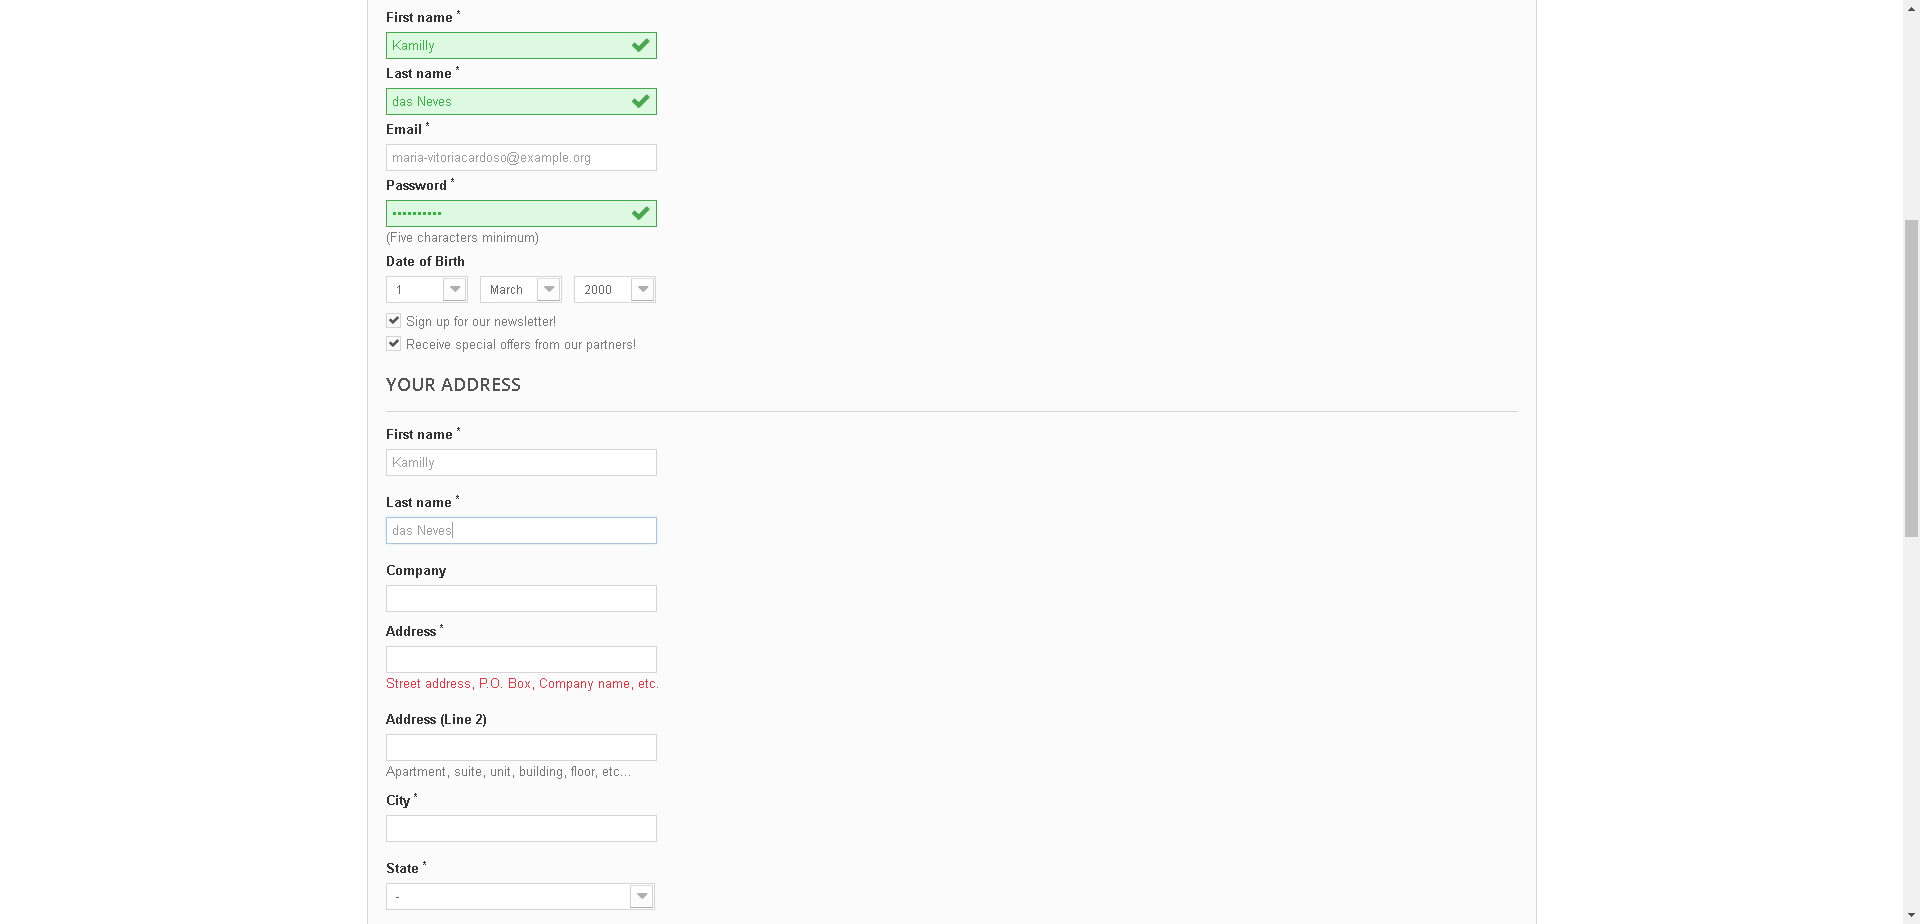 First name *
Kamilly
Last name *
das Neves
Email *
maria-vitoriacardoso@example.org
Password *
••••••••••
(Five characters minimum)
Date of Birth
1 March 2000
Sign up for our newsletter!
Receive special offers from our partners!
YOUR ADDRESS
First name *
Kamilly
Last name *
das Neves
Company
Address *
Street address, P.O. Box, Company name, etc.
Address (Line 2)
Apartment, suite, unit, building, floor, etc...
City *
State *
-